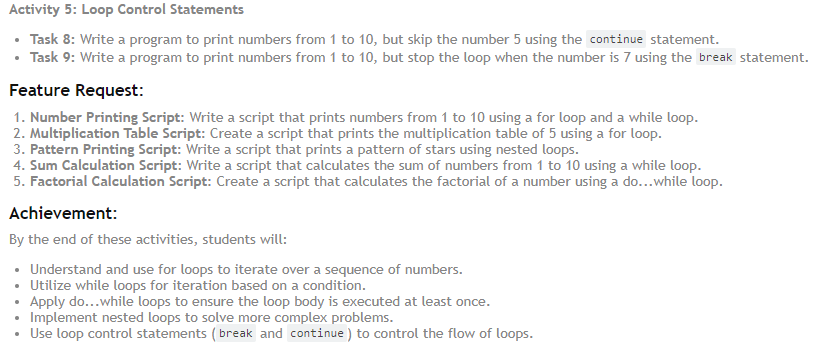 Activity 5: Loop Control Statements
• Task 8: Write a program to print numbers from 1 to 10, but skip the number 5 using the continue statement.
• Task 9: Write a program to print numbers from 1 to 10, but stop the loop when the number is 7 using the break statement.
Feature Request:
1. Number Printing Script: Write a script that prints numbers from 1 to 10 using a for loop and a while loop.
2. Multiplication Table Script: Create a script that prints the multiplication table of 5 using a for loop.
3. Pattern Printing Script: Write a script that prints a pattern of stars using nested loops.
4. Sum Calculation Script: Write a script that calculates the sum of numbers from 1 to 10 using a while loop.
5. Factorial Calculation Script: Create a script that calculates the factorial of a number using a do...while loop.
Achievement:
By the end of these activities, students will:
• Understand and use for loops to iterate over a sequence of numbers.
• Utilize while loops for iteration based on a condition.
• Apply do...while loops to ensure the loop body is executed at least once.
• Implement nested loops to solve more complex problems.
• Use loop control statements (break and continue) to control the flow of loops.